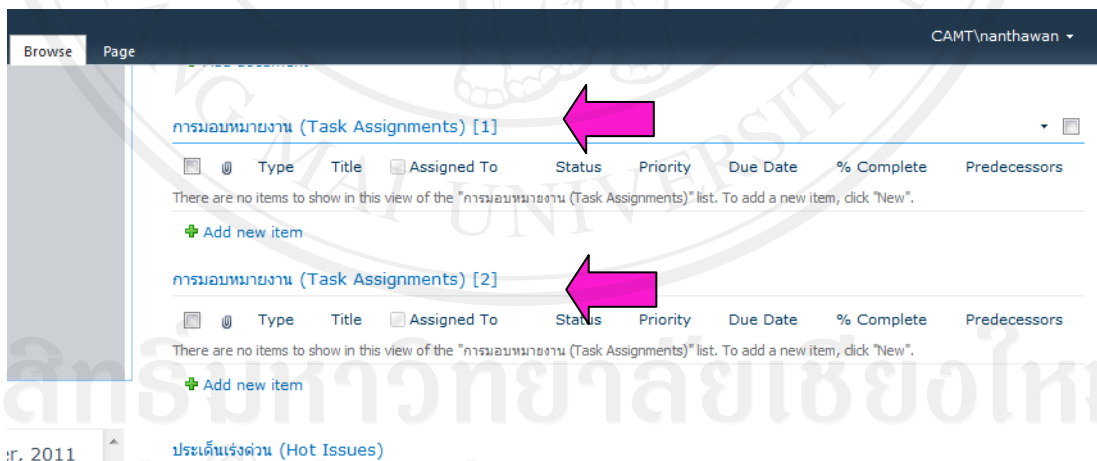 CAMT\nanthawan
Browse Page
การมอบหมายงาน (Task Assignments) [1]
Type Title Assigned To Status Priority Due Date % Complete Predecessors
There are no items to show in this view of the "การมอบหมายงาน (Task Assignments)" list. To add a new item, click "New".
Add new item
การมอบหมายงาน (Task Assignments) [2]
Type Title Assigned To Status Priority Due Date % Complete Predecessors
There are no items to show in this view of the "การมอบหมายงาน (Task Assignments)" list. To add a new item, click "New".
Add new item
ประเด็นเร่งด่วน (Hot Issues)
2011